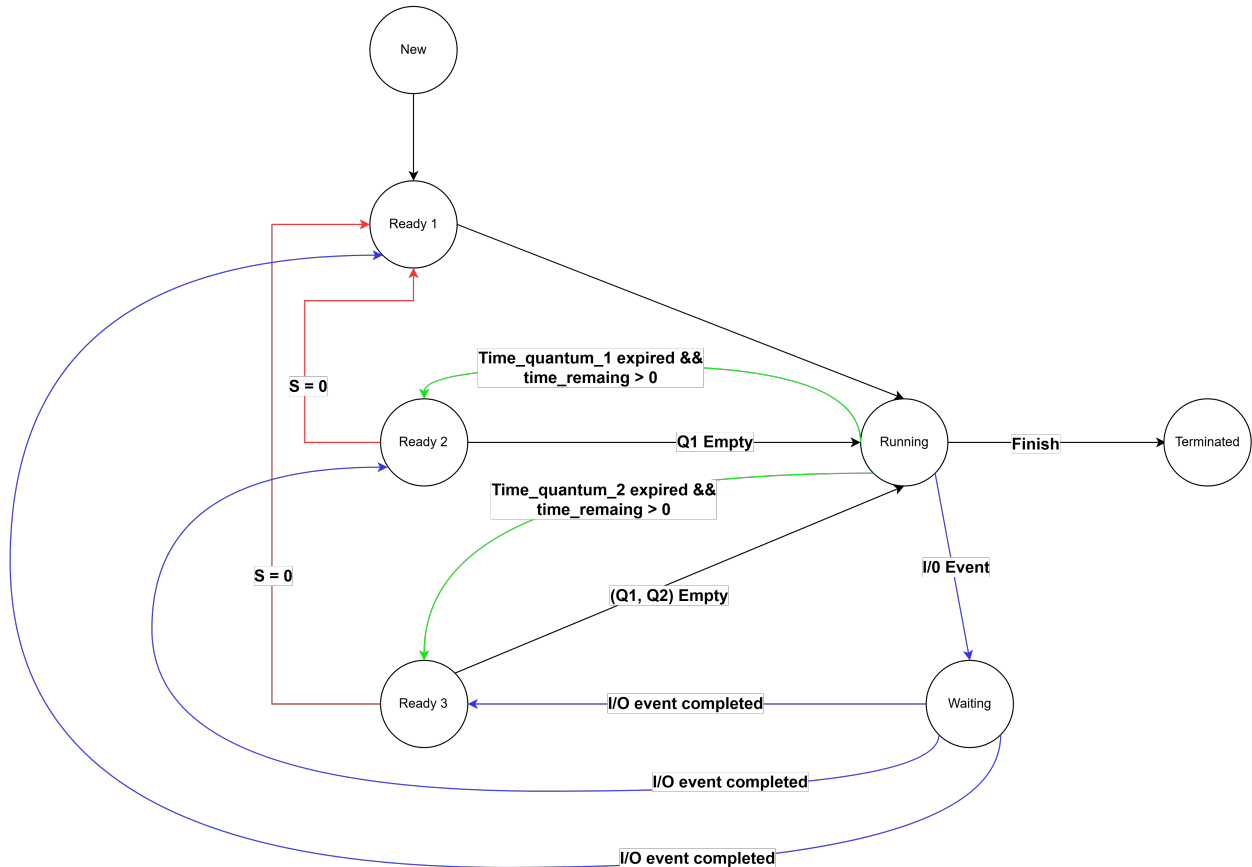 New
Ready 1
Time_quantum_1 expired &&
time_remaing > 0
S = 0
Ready 2
Q1 Empty
Running
Finish
Terminated
Time_quantum_2 expired &&
time_remaing > 0
I/0 Event
S = 0
(Q1, Q2) Empty
Ready 3
I/O event completed
Waiting
I/O event completed
I/O event completed